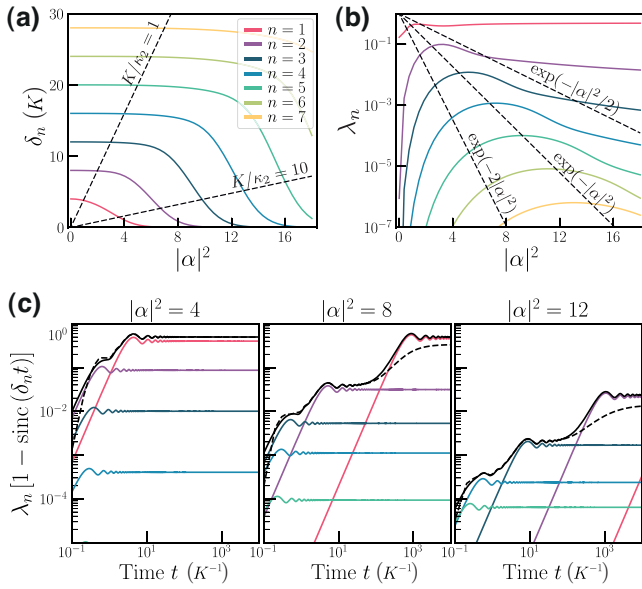 (a)
δₙ (K)
30
20
10
0
0 4 8 12 16
|α|²
K/κ₂ = 1
K/κ₂ = 10
n = 1
n = 2
n = 3
n = 4
n = 5
n = 6
n = 7
(b)
λₙ
10⁻¹
10⁻³
10⁻⁵
10⁻⁷
0 4 8 12 16
|α|²
exp(−|α|²/2)
exp(−|α|²)
exp(−2|α|²)
(c)
|α|² = 4
|α|² = 8
|α|² = 12
λₙ [1 − sinc (δₙt)]
10⁰
10⁻²
10⁻⁴
10⁻¹ 10¹ 10³
Time t (K⁻¹)
10⁻¹ 10¹ 10³
Time t (K⁻¹)
10⁻¹ 10¹ 10³
Time t (K⁻¹)